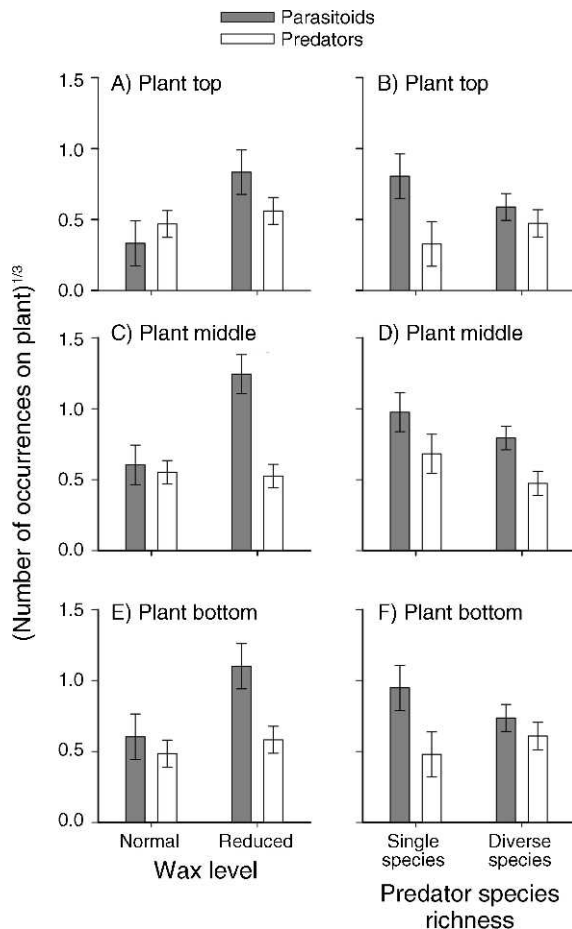 Parasitoids
Predators
(Number of occurrences on plant)^1/3
A) Plant top
1.5
1.0
0.5
0.0
B) Plant top
C) Plant middle
1.5
1.0
0.5
0.0
D) Plant middle
E) Plant bottom
1.5
1.0
0.5
0.0
F) Plant bottom
Normal Reduced
Wax level
Single species
Diverse species
Predator species
richness